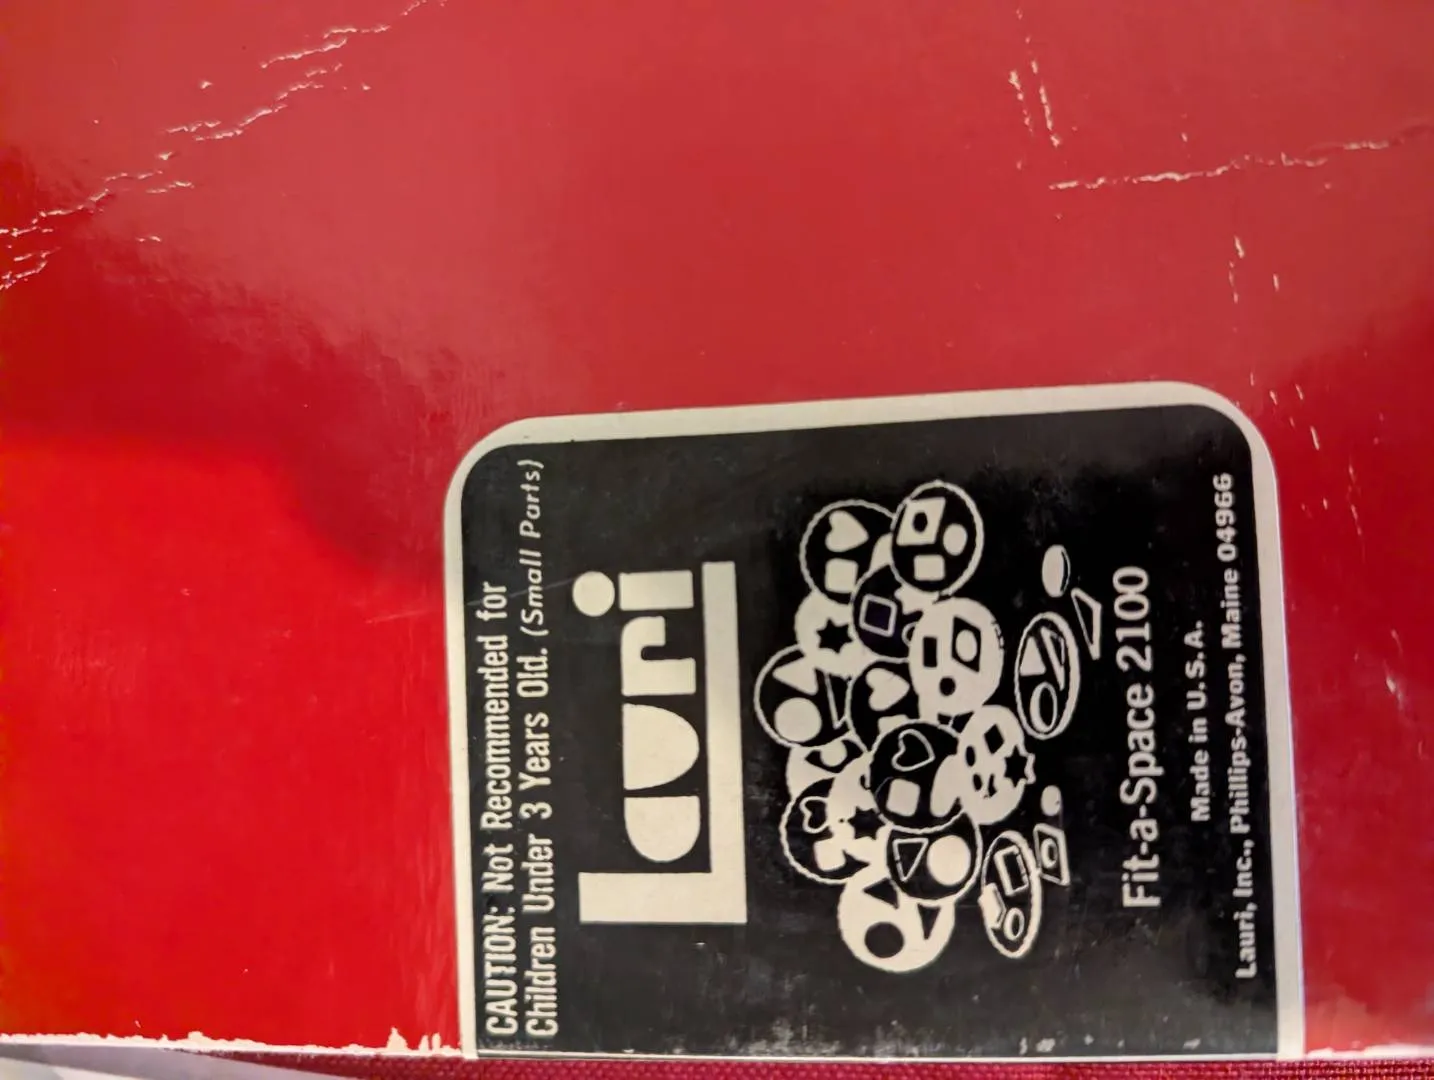 CAUTION: Not Recommended for
Children Under 3 Years Old. (Small Parts)
Lauri
Fit-a-Space 2100
Made in U.S.A.
Lauri, Inc., Phillips-Avon, Maine 04966